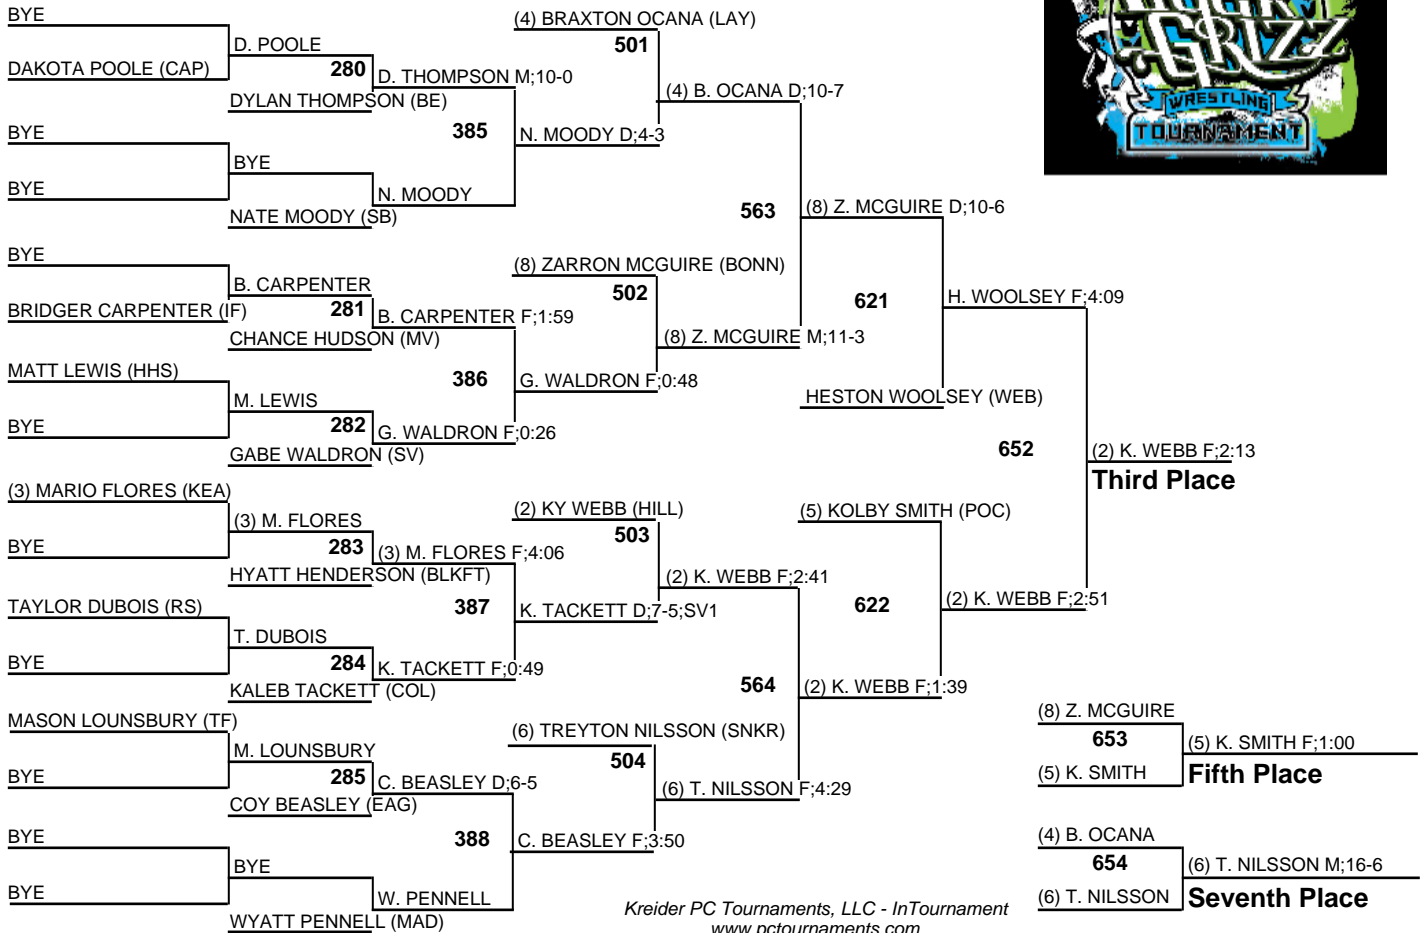 BYE
D. POOLE
DAKOTA POOLE (CAP)
280
D. THOMPSON M;10-0
DYLAN THOMPSON (BE)
385
BYE
BYE
BYE
N. MOODY
NATE MOODY (SB)
N. MOODY D;4-3
(4) BRAXTON OCANA (LAY)
501
(4) B. OCANA D;10-7
BYE
B. CARPENTER
BRIDGER CARPENTER (IF)
281
B. CARPENTER F;1:59
CHANCE HUDSON (MV)
386
MATT LEWIS (HHS)
M. LEWIS
BYE
282
G. WALDRON F;0:26
GABE WALDRON (SV)
G. WALDRON F;0:48
(8) ZARRON MCGUIRE (BONN)
502
(8) Z. MCGUIRE M;11-3
563
(8) Z. MCGUIRE D;10-6
621
HESTON WOOLSEY (WEB)
H. WOOLSEY F;4:09
(3) MARIO FLORES (KEA)
(3) M. FLORES
BYE
283
(3) M. FLORES F;4:06
HYATT HENDERSON (BLKFT)
387
TAYLOR DUBOIS (RS)
T. DUBOIS
BYE
284
K. TACKETT F;0:49
KALEB TACKETT (COL)
K. TACKETT D;7-5;SV1
(2) KY WEBB (HILL)
503
(2) K. WEBB F;2:41
MASON LOUNSBURY (TF)
M. LOUNSBURY
BYE
285
C. BEASLEY D;6-5
COY BEASLEY (EAG)
388
BYE
BYE
BYE
W. PENNELL
WYATT PENNELL (MAD)
C. BEASLEY F;3:50
(6) TREYTON NILSSON (SNKR)
504
(6) T. NILSSON F;4:29
564
(2) K. WEBB F;1:39
(5) KOLBY SMITH (POC)
622
(2) K. WEBB F;2:51
652
(2) K. WEBB F;2:13
Third Place
(8) Z. MCGUIRE
653
(5) K. SMITH
(5) K. SMITH F;1:00
Fifth Place
(4) B. OCANA
654
(6) T. NILSSON
(6) T. NILSSON M;16-6
Seventh Place
GRIZZ
WRESTLING
TOURNAMENT
Kreider PC Tournaments, LLC - InTournament
www.pctournaments.com